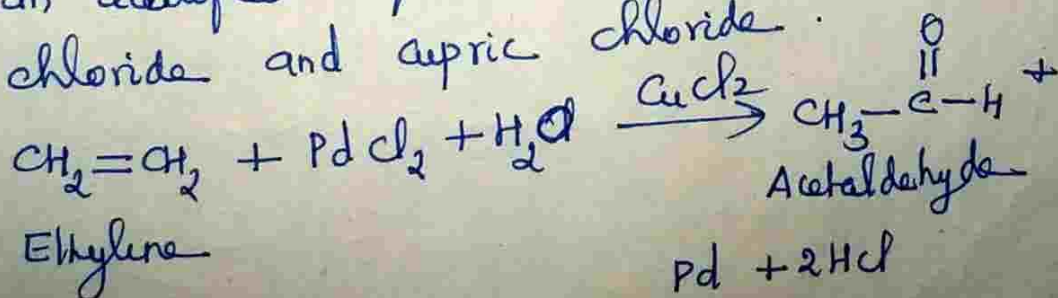 chloride and cupric chloride.
O
||
CH₂=CH₂ + PdCl₂ + H₂O CuCl₂ → CH₃-C-H +
Ethylene Acetaldehyde
Pd + 2HCl